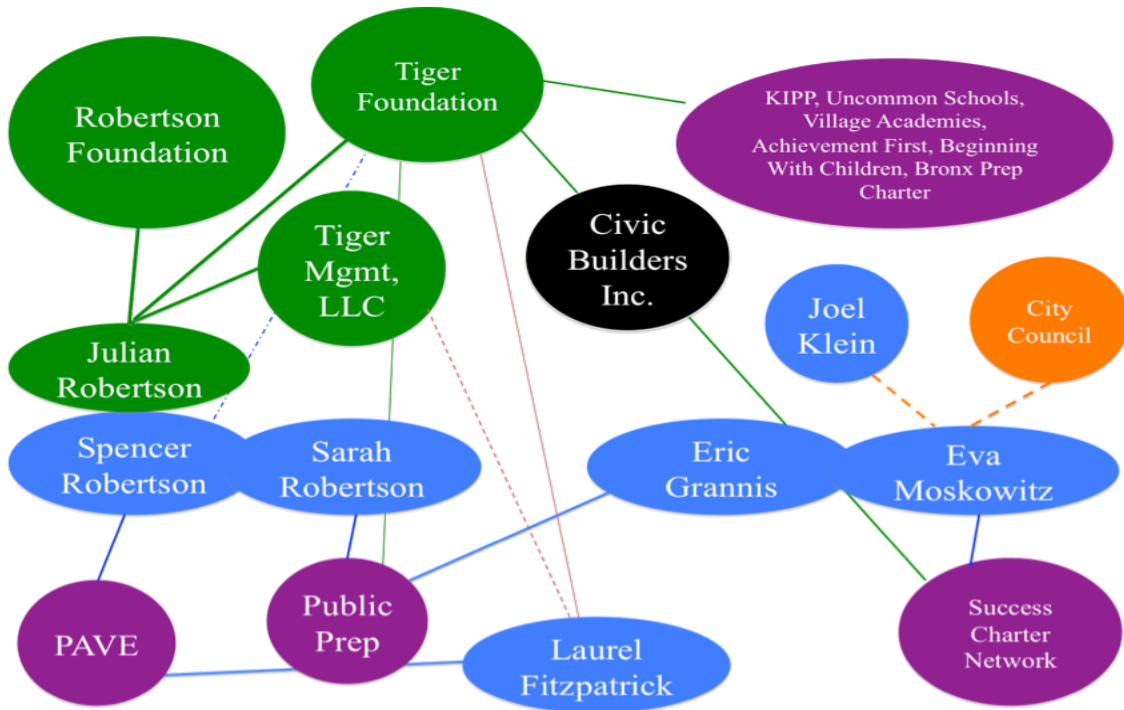 Tiger
Foundation
Robertson
Foundation
KIPP, Uncommon Schools,
Village Academies,
Achievement First, Beginning
With Children, Bronx Prep
Charter
Tiger
Mgmt,
LLC
Civic
Builders
Inc.
Joel
Klein
City
Council
Julian
Robertson
Spencer
Robertson
Sarah
Robertson
Eric
Grannis
Eva
Moskowitz
PAVE
Public
Prep
Laurel
Fitzpatrick
Success
Charter
Network